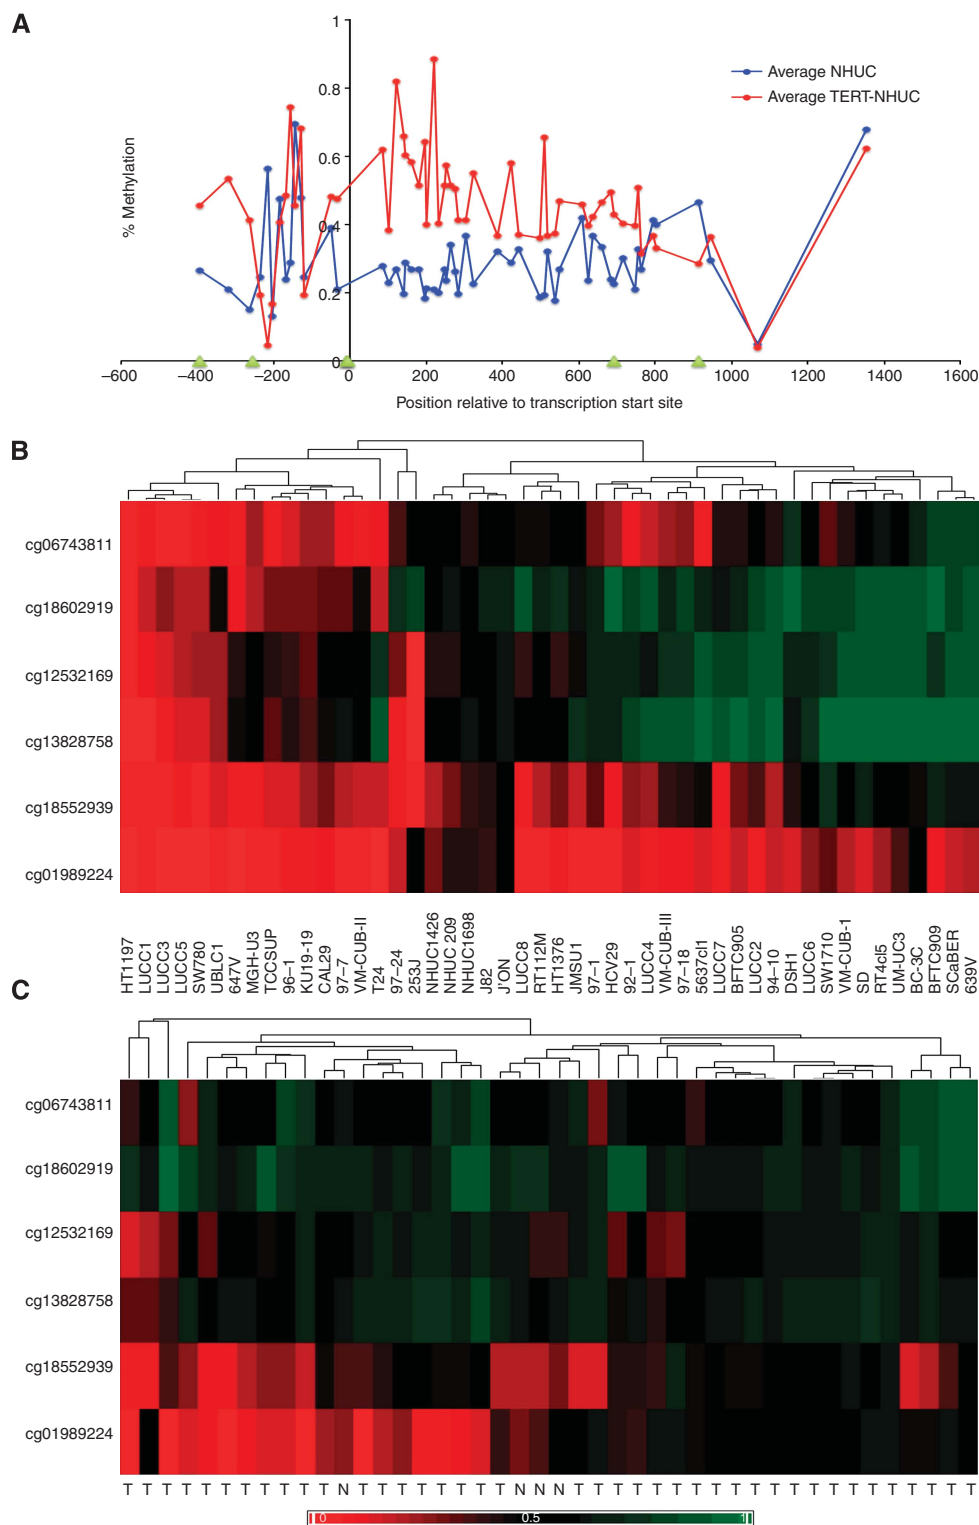 A
1
0.8
0.6
0.4
0.2
0
% Methylation
Average NHUC
Average TERT-NHUC
−600
−400
−200
0
200
400
600
800
1000
1200
1400
1600
Position relative to transcription start site
B
cg06743811
cg18602919
cg12532169
cg13828758
cg18552939
cg01989224
HT1197
LUCC1
LUCC3
LUCC5
SW780
UBLC1
647V
MGH-U3
TCCSUP
96–1
KU19-19
CAL29
97–7
VM-CUB-II
T24
97–24
253J
NHUC1426
NHUC 209
NHUC1698
J82
J'ON
LUCC8
RT112M
HT1376
JMSU1
97–1
HCV29
92–1
LUCC4
VM-CUB-III
97–18
5637cl1
LUCC7
BFTC905
LUCC2
94–10
DSH1
LUCC6
SW1710
VM-CUB-1
SD
RT4cl5
UM-UC3
BC-3C
BFTC909
SCaBER
639V
C
cg06743811
cg18602919
cg12532169
cg13828758
cg18552939
cg01989224
T T T T T T T T T T T N T T T T T T T T N N N T T T T T T T T T T T T T T T T T T T T T
0 0.5 1